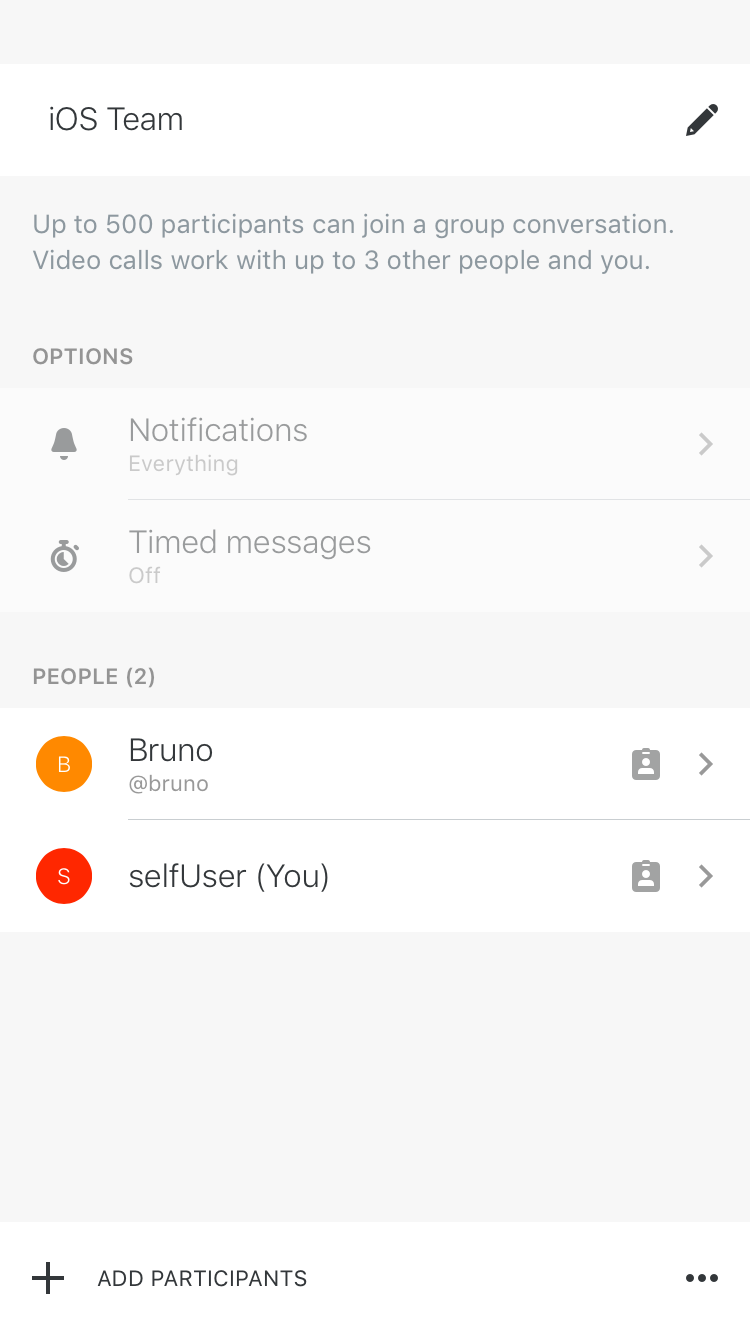 iOS Team
Up to 500 participants can join a group conversation.
Video calls work with up to 3 other people and you.
OPTIONS
Notifications
Everything
Timed messages
Off
PEOPLE (2)
B
Bruno
@bruno
S
selfUser (You)
ADD PARTICIPANTS